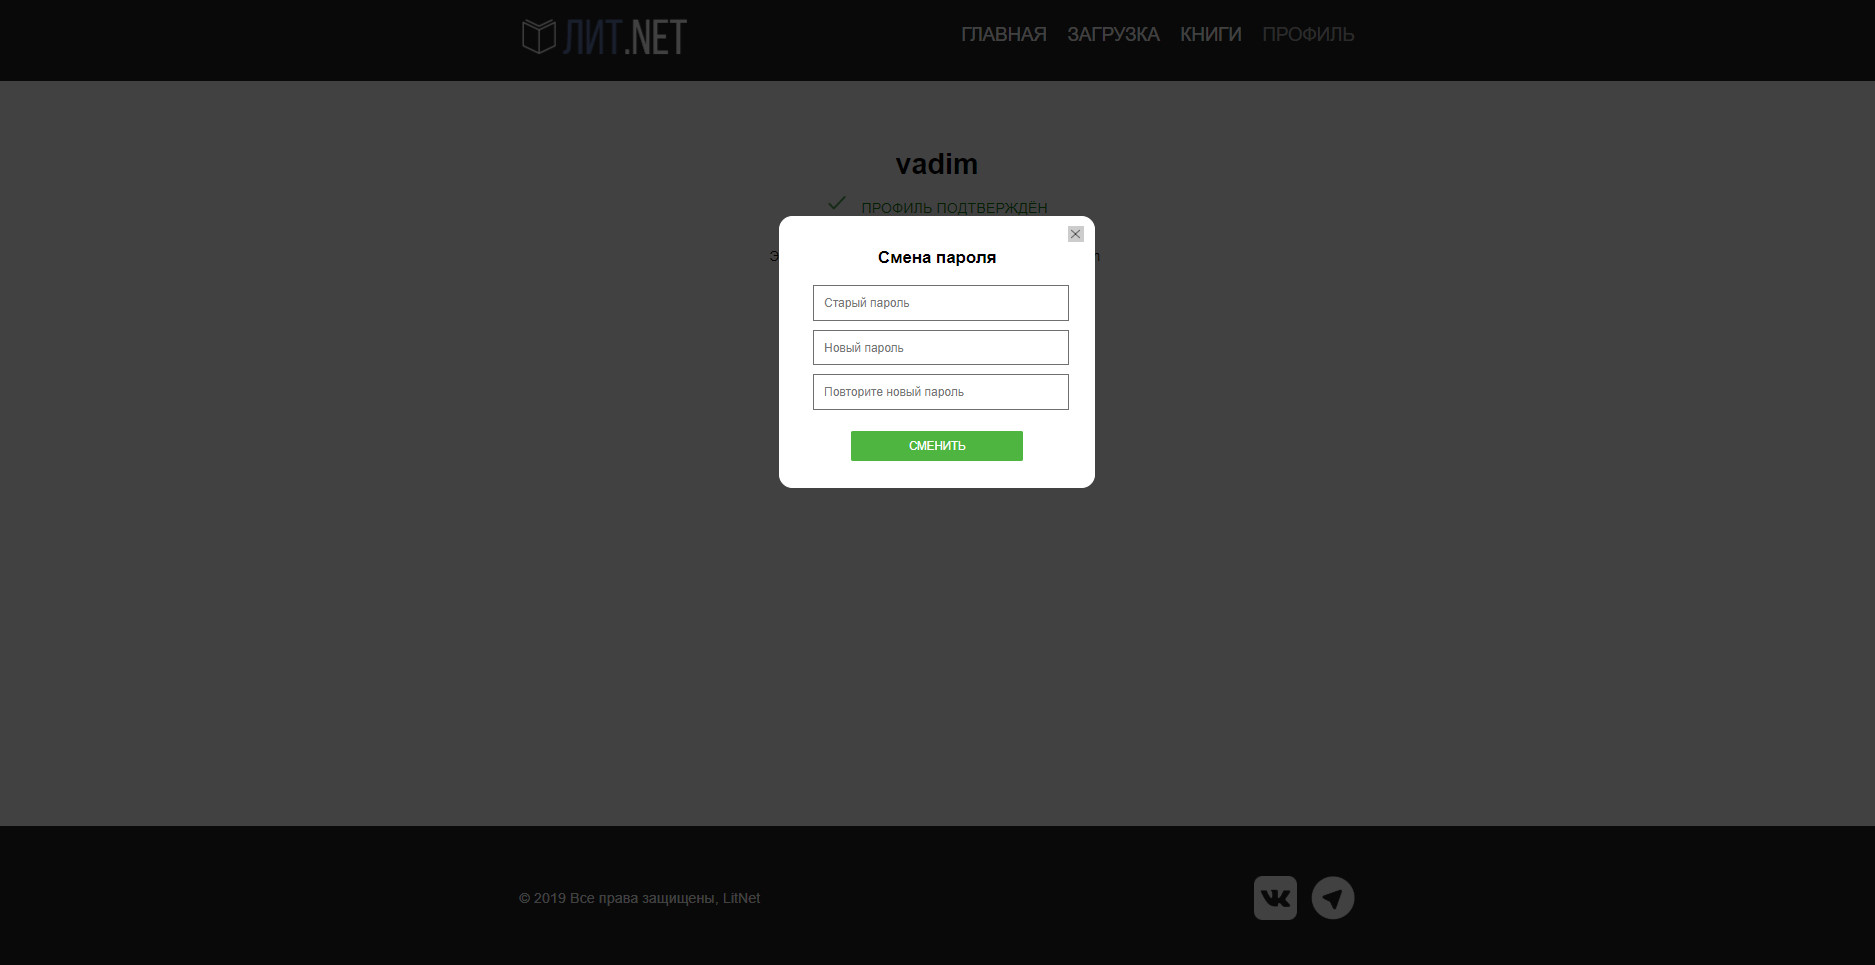 ЛИТ.NET
ГЛАВНАЯ ЗАГРУЗКА КНИГИ ПРОФИЛЬ
vadim
ПРОФИЛЬ ПОДТВЕРЖДЁН
Смена пароля
Старый пароль
Новый пароль
Повторите новый пароль
СМЕНИТЬ
© 2019 Все права защищены, LitNet